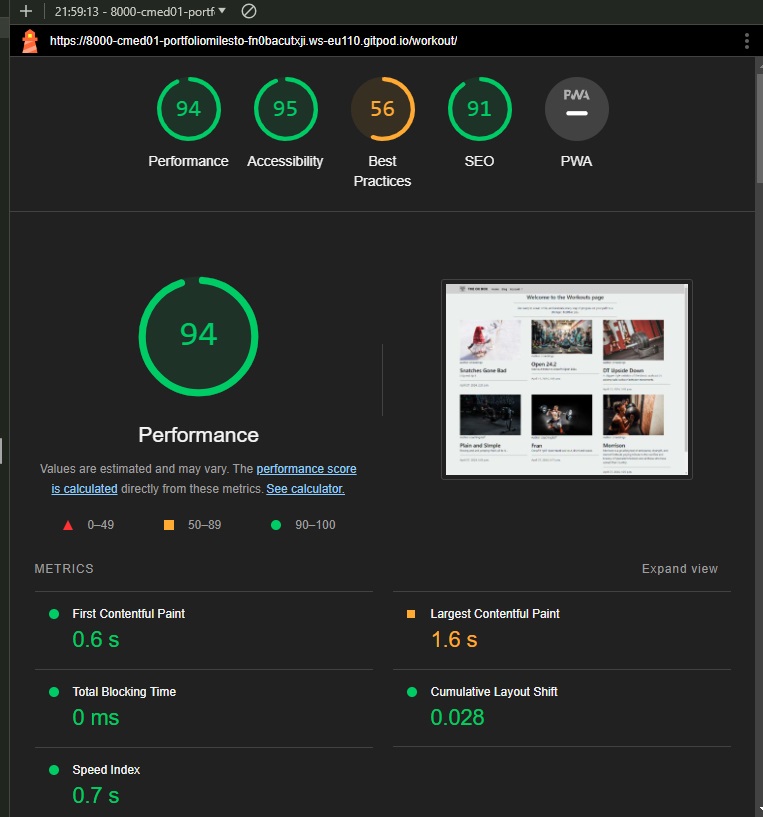 21:59:13 - 8000-cmed01-portf
https://8000-cmed01-portfoliomilesto-fn0bacutxji.ws-eu110.gitpod.io/workout/
94
95
56
91
PWA
Performance
Accessibility
Best
Practices
SEO
PWA
94
Performance
Values are estimated and may vary. The performance score
is calculated directly from these metrics. See calculator.
0–49
50–89
90–100
Welcome to the Workouts page
Snatches Gone Bad
Open 24.2
DT Upside Down
Plain and Simple
Fran
Morrison
METRICS
Expand view
First Contentful Paint
0.6 s
Largest Contentful Paint
1.6 s
Total Blocking Time
0 ms
Cumulative Layout Shift
0.028
Speed Index
0.7 s